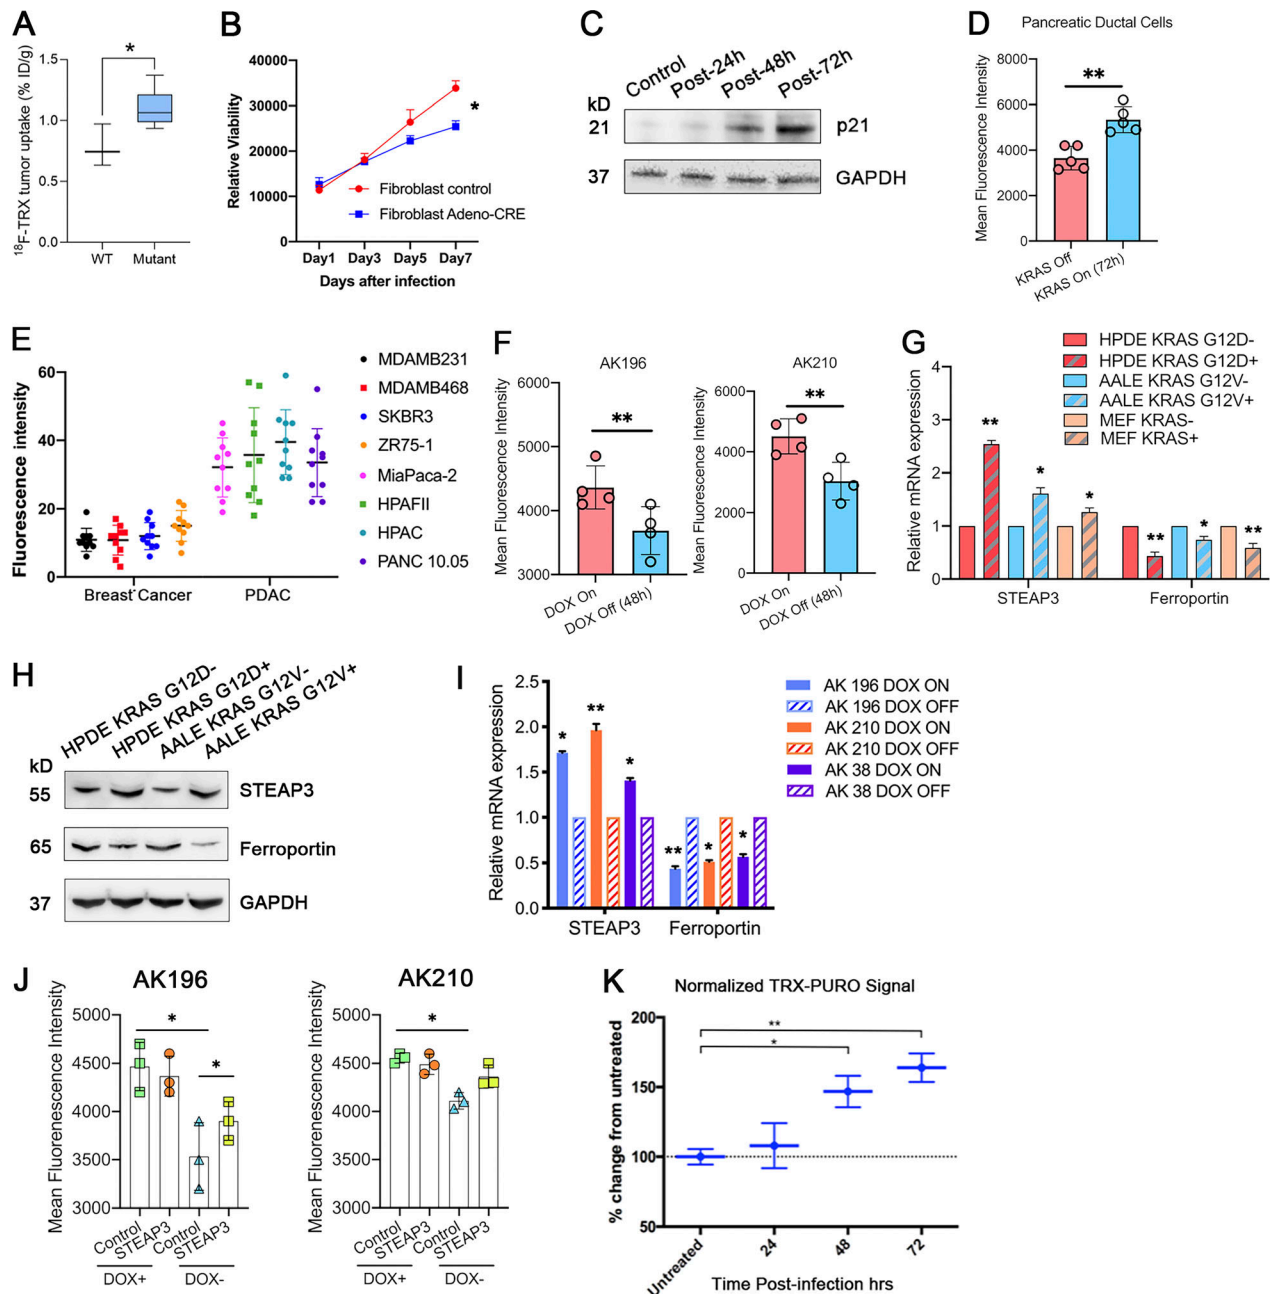 A
18F-TRX tumor uptake (% ID/g)
1.5
1.0
0.5
0.0
*
WT
Mutant
B
Relative Viability
40000
30000
20000
10000
0
*
Fibroblast control
Fibroblast Adeno-CRE
Day1
Day3
Day5
Day7
Days after infection
C
Control
Post-24h
Post-48h
Post-72h
kD
21
p21
37
GAPDH
D
Pancreatic Ductal Cells
Mean Fluorescence Intensity
8000
6000
4000
2000
0
**
KRAS Off
KRAS On (72h)
E
Fluorescence intensity
60
40
20
0
Breast Cancer
PDAC
MDAMB231
MDAMB468
SKBR3
ZR75-1
MiaPaca-2
HPAFII
HPAC
PANC 10.05
F
AK196
Mean Fluorescence Intensity
6000
5000
4000
3000
**
DOX On
DOX Off (48h)
AK210
Mean Fluorescence Intensity
6000
4000
2000
0
**
DOX On
DOX Off (48h)
G
HPDE KRAS G12D-
HPDE KRAS G12D+
AALE KRAS G12V-
AALE KRAS G12V+
MEF KRAS-
MEF KRAS+
Relative mRNA expression
4
3
2
1
0
**
*
*
**
*
**
STEAP3
Ferroportin
H
HPDE KRAS G12D-
HPDE KRAS G12D+
AALE KRAS G12V-
AALE KRAS G12V+
kD
55
STEAP3
65
Ferroportin
37
GAPDH
I
Relative mRNA expression
2.5
2.0
1.5
1.0
0.5
0.0
*
**
*
**
*
*
STEAP3
Ferroportin
AK 196 DOX ON
AK 196 DOX OFF
AK 210 DOX ON
AK 210 DOX OFF
AK 38 DOX ON
AK 38 DOX OFF
J
AK196
Mean Fluorenescence Intensity
5000
4500
4000
3500
3000
*
*
Control
STEAP3
Control
STEAP3
DOX+
DOX-
AK210
Mean Fluorenescence Intensity
5000
4500
4000
3500
3000
*
Control
STEAP3
Control
STEAP3
DOX+
DOX-
K
Normalized TRX-PURO Signal
% change from untreated
200
150
100
50
**
*
Untreated
24
48
72
Time Post-infection hrs